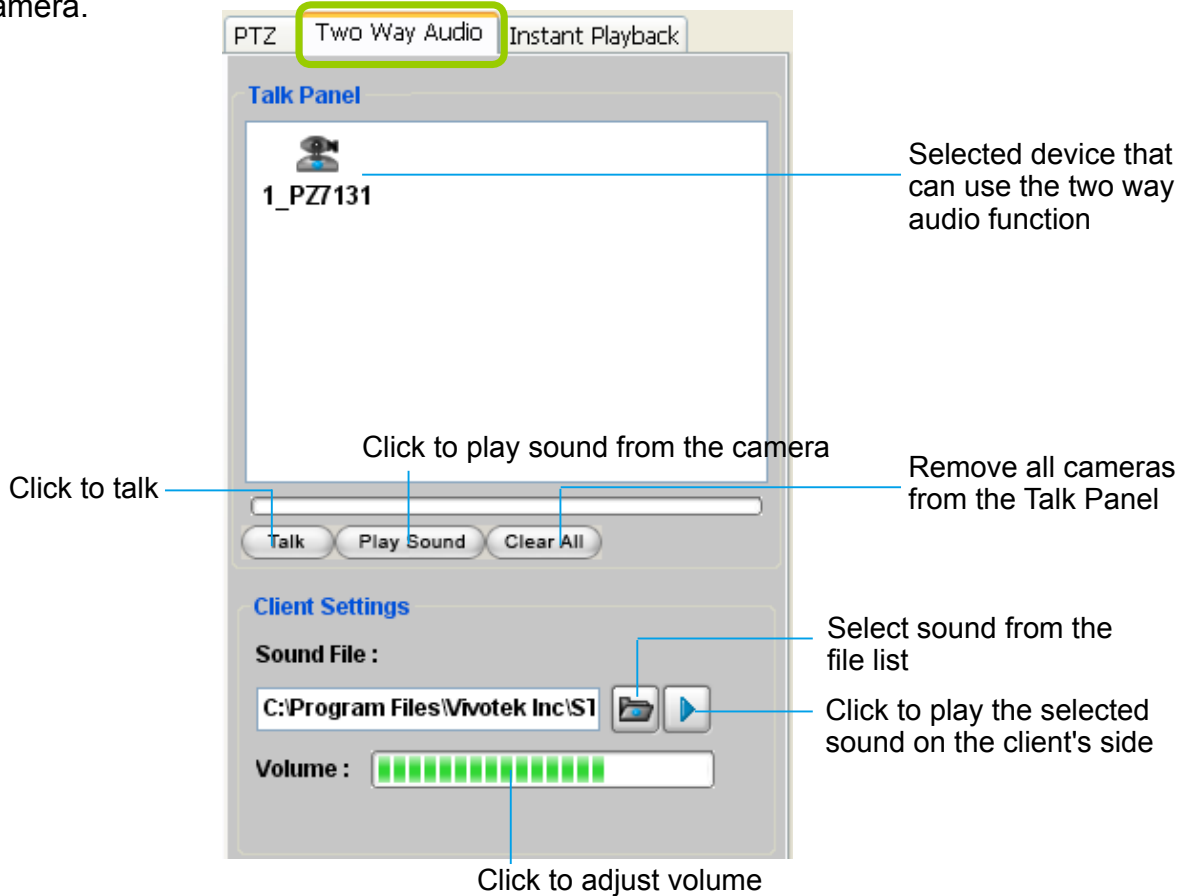 amera.
PTZ Two Way Audio Instant Playback
Talk Panel
1_PZ7131
Selected device that
can use the two way
audio function
Click to play sound from the camera
Click to talk
Remove all cameras
from the Talk Panel
Talk Play Sound Clear All
Client Settings
Sound File :
C:\Program Files\Vivotek Inc\ST
Select sound from the
file list
Click to play the selected
sound on the client's side
Volume :
Click to adjust volume